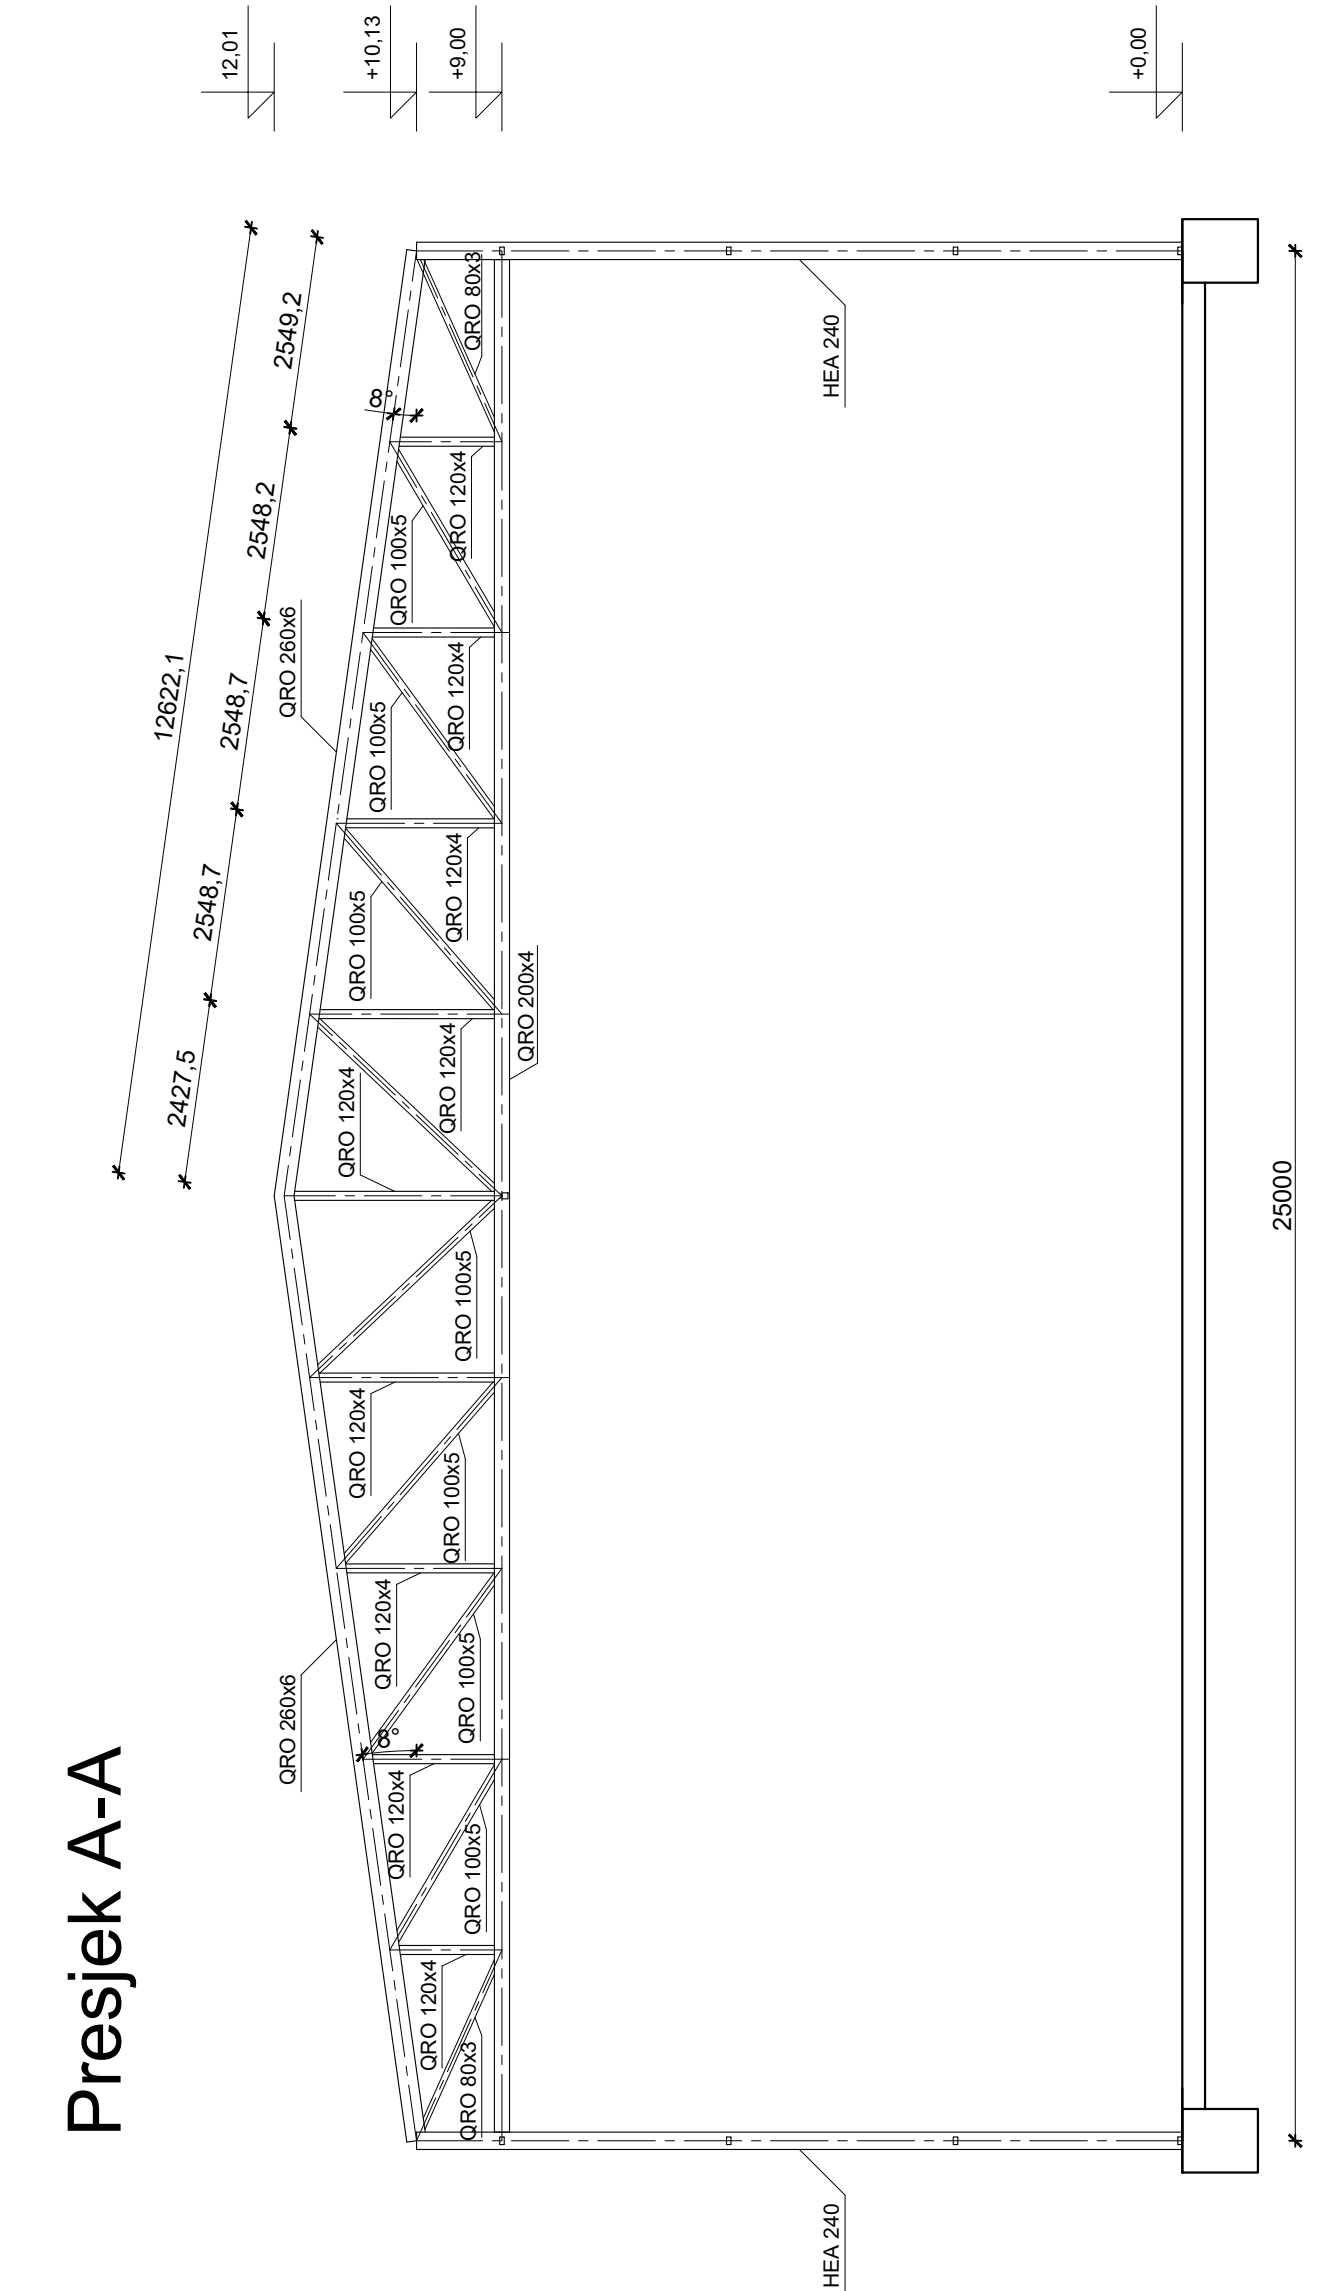 Presjek A-A
12,01
+10,13
+9,00
+0,00
12622,1
2427,5
2548,7
2548,7
2548,2
2549,2
QRO 260x6
QRO 260x6
8°
8°
QRO 80x3
QRO 120x4
QRO 100x5
QRO 120x4
QRO 100x5
QRO 120x4
QRO 100x5
QRO 120x4
QRO 100x5
QRO 120x4
QRO 120x4
QRO 100x5
QRO 120x4
QRO 100x5
QRO 120x4
QRO 100x5
QRO 120x4
QRO 80x3
QRO 200x4
HEA 240
HEA 240
25000